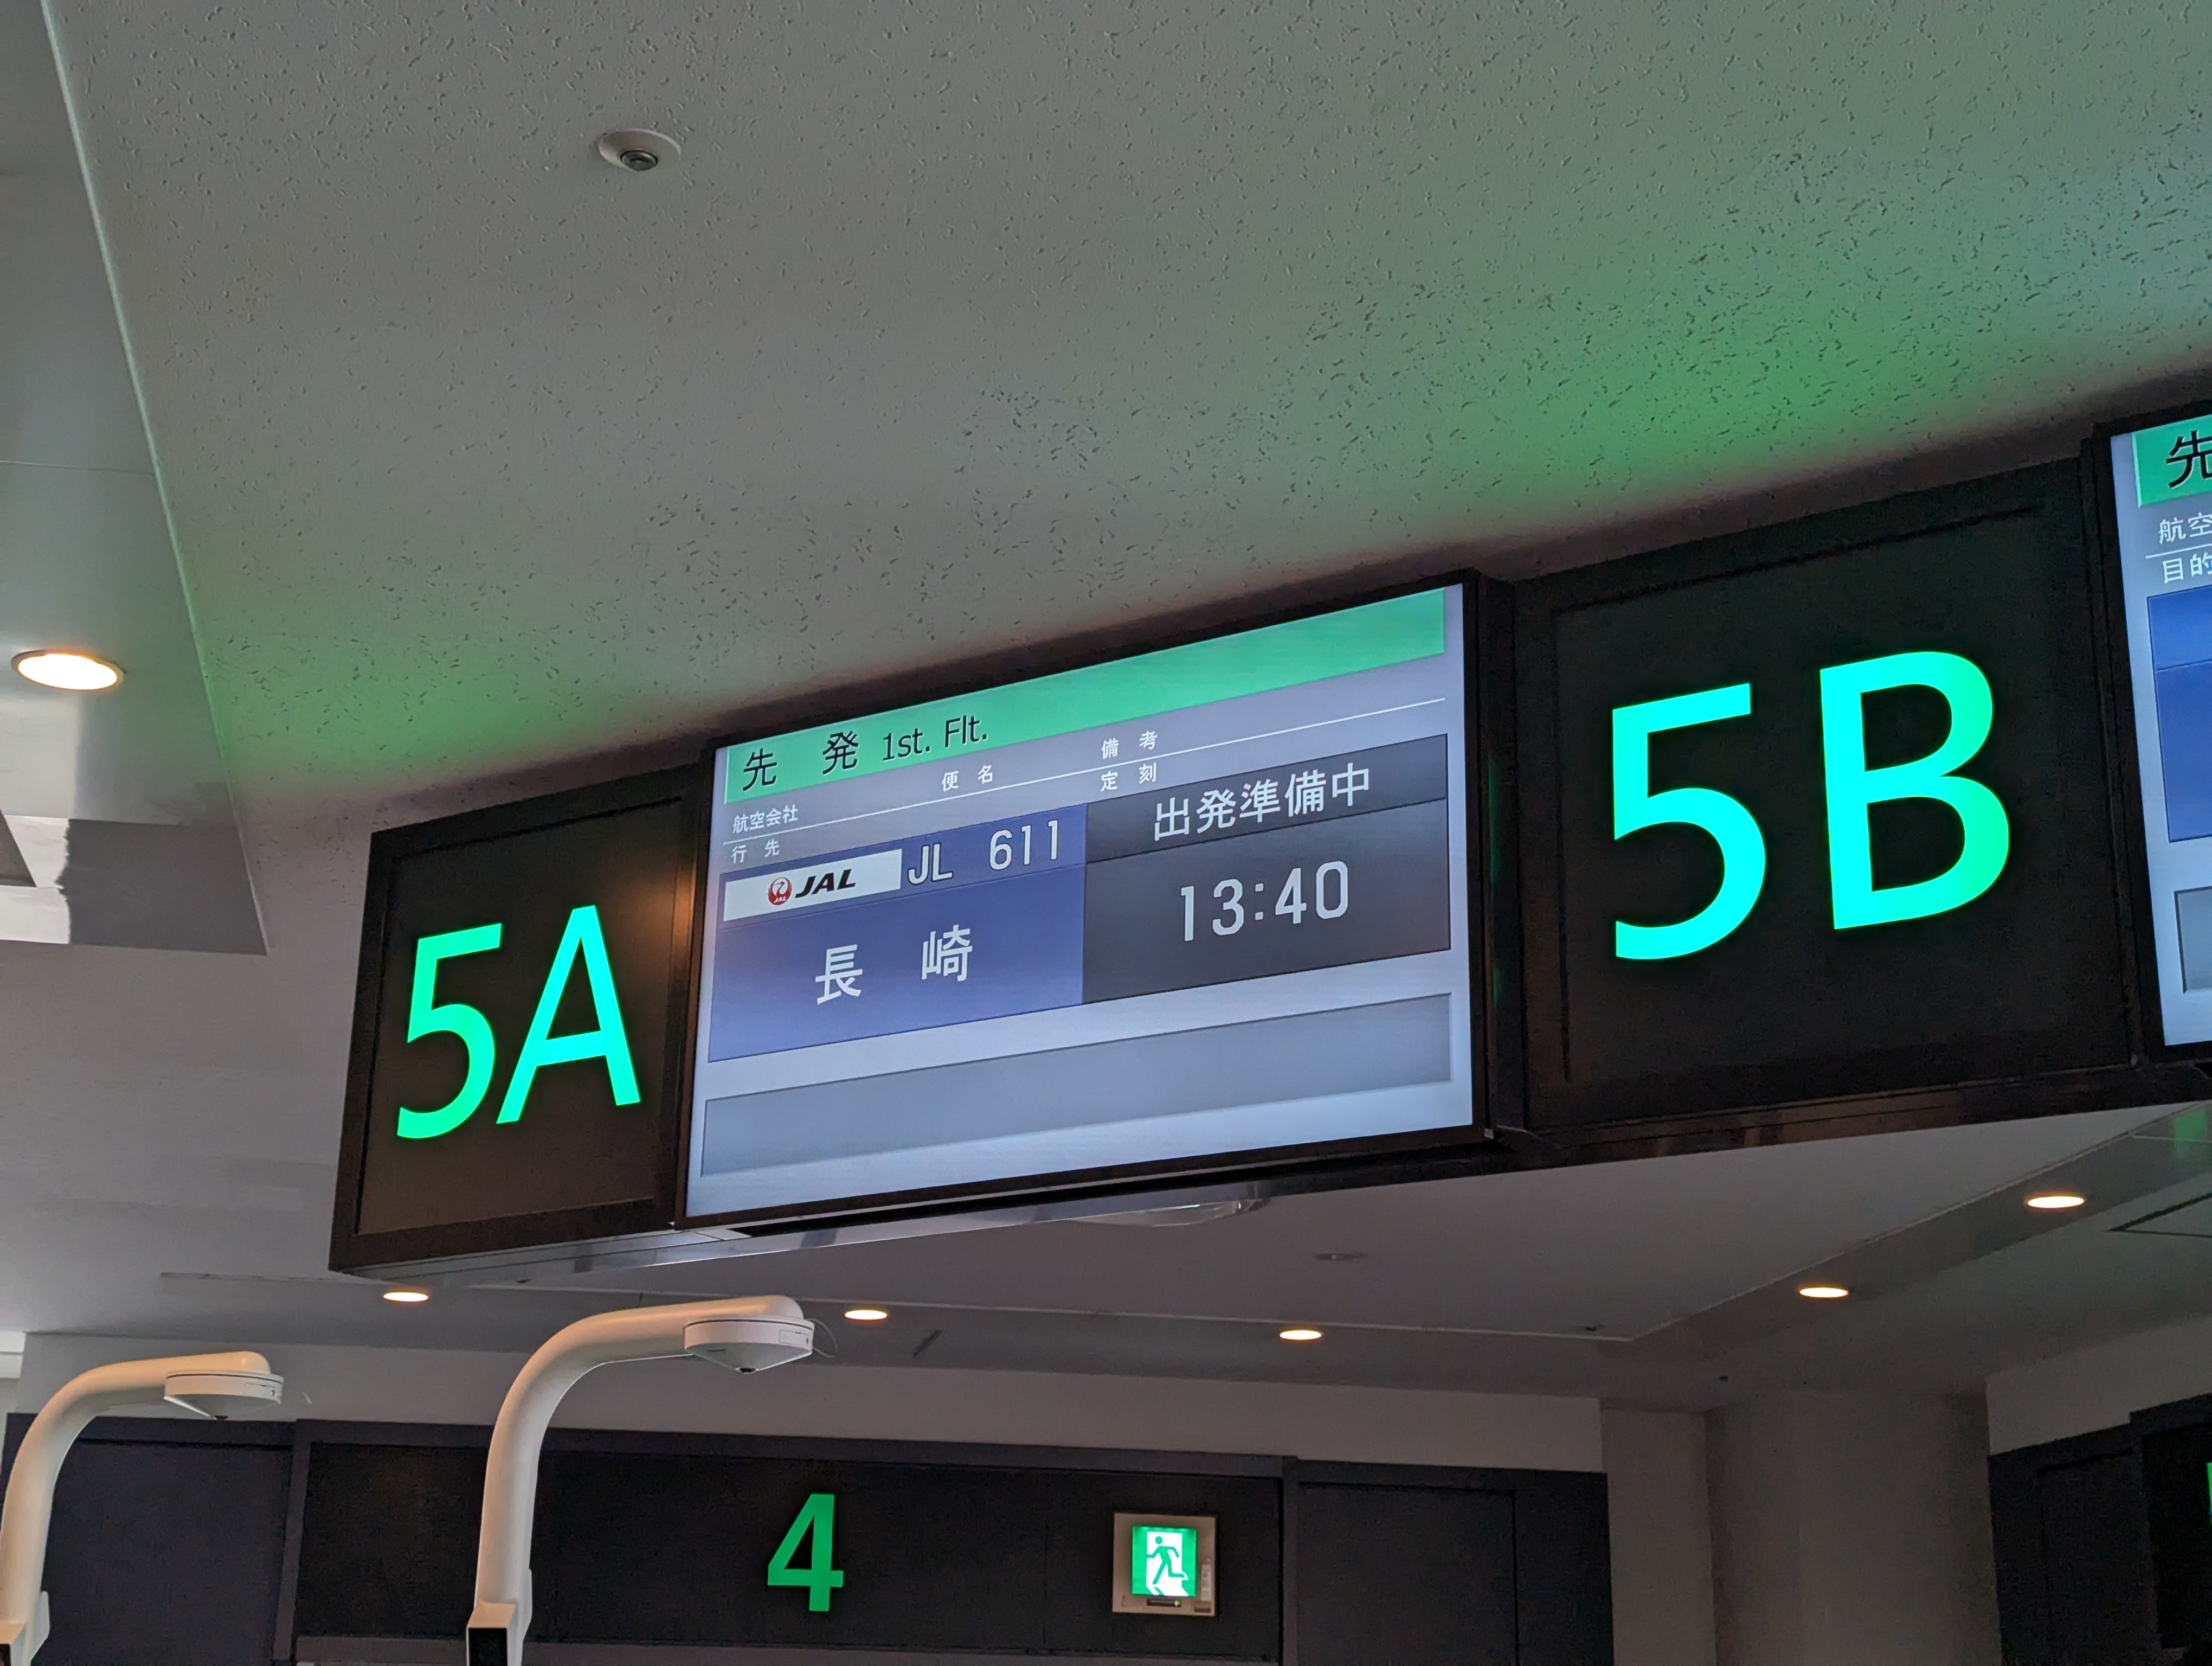 5A
先 発 1st. Flt.
航空会社 便 名 備 考
行 先 定 刻
JAL JL 611 出発準備中
長 崎 13:40
5B
先
航空
目的
4